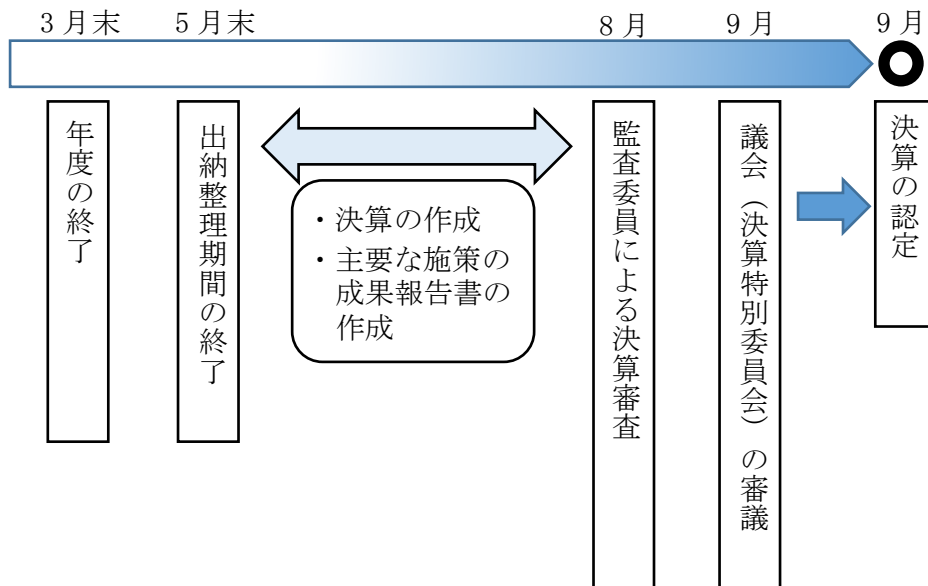 3月末
5月末
8月
9月
9月
年度の終了
出納整理期間の終了
・決算の作成
・主要な施策の
成果報告書の
作成
監査委員による決算審査
議会（決算特別委員会）の審議
決算の認定